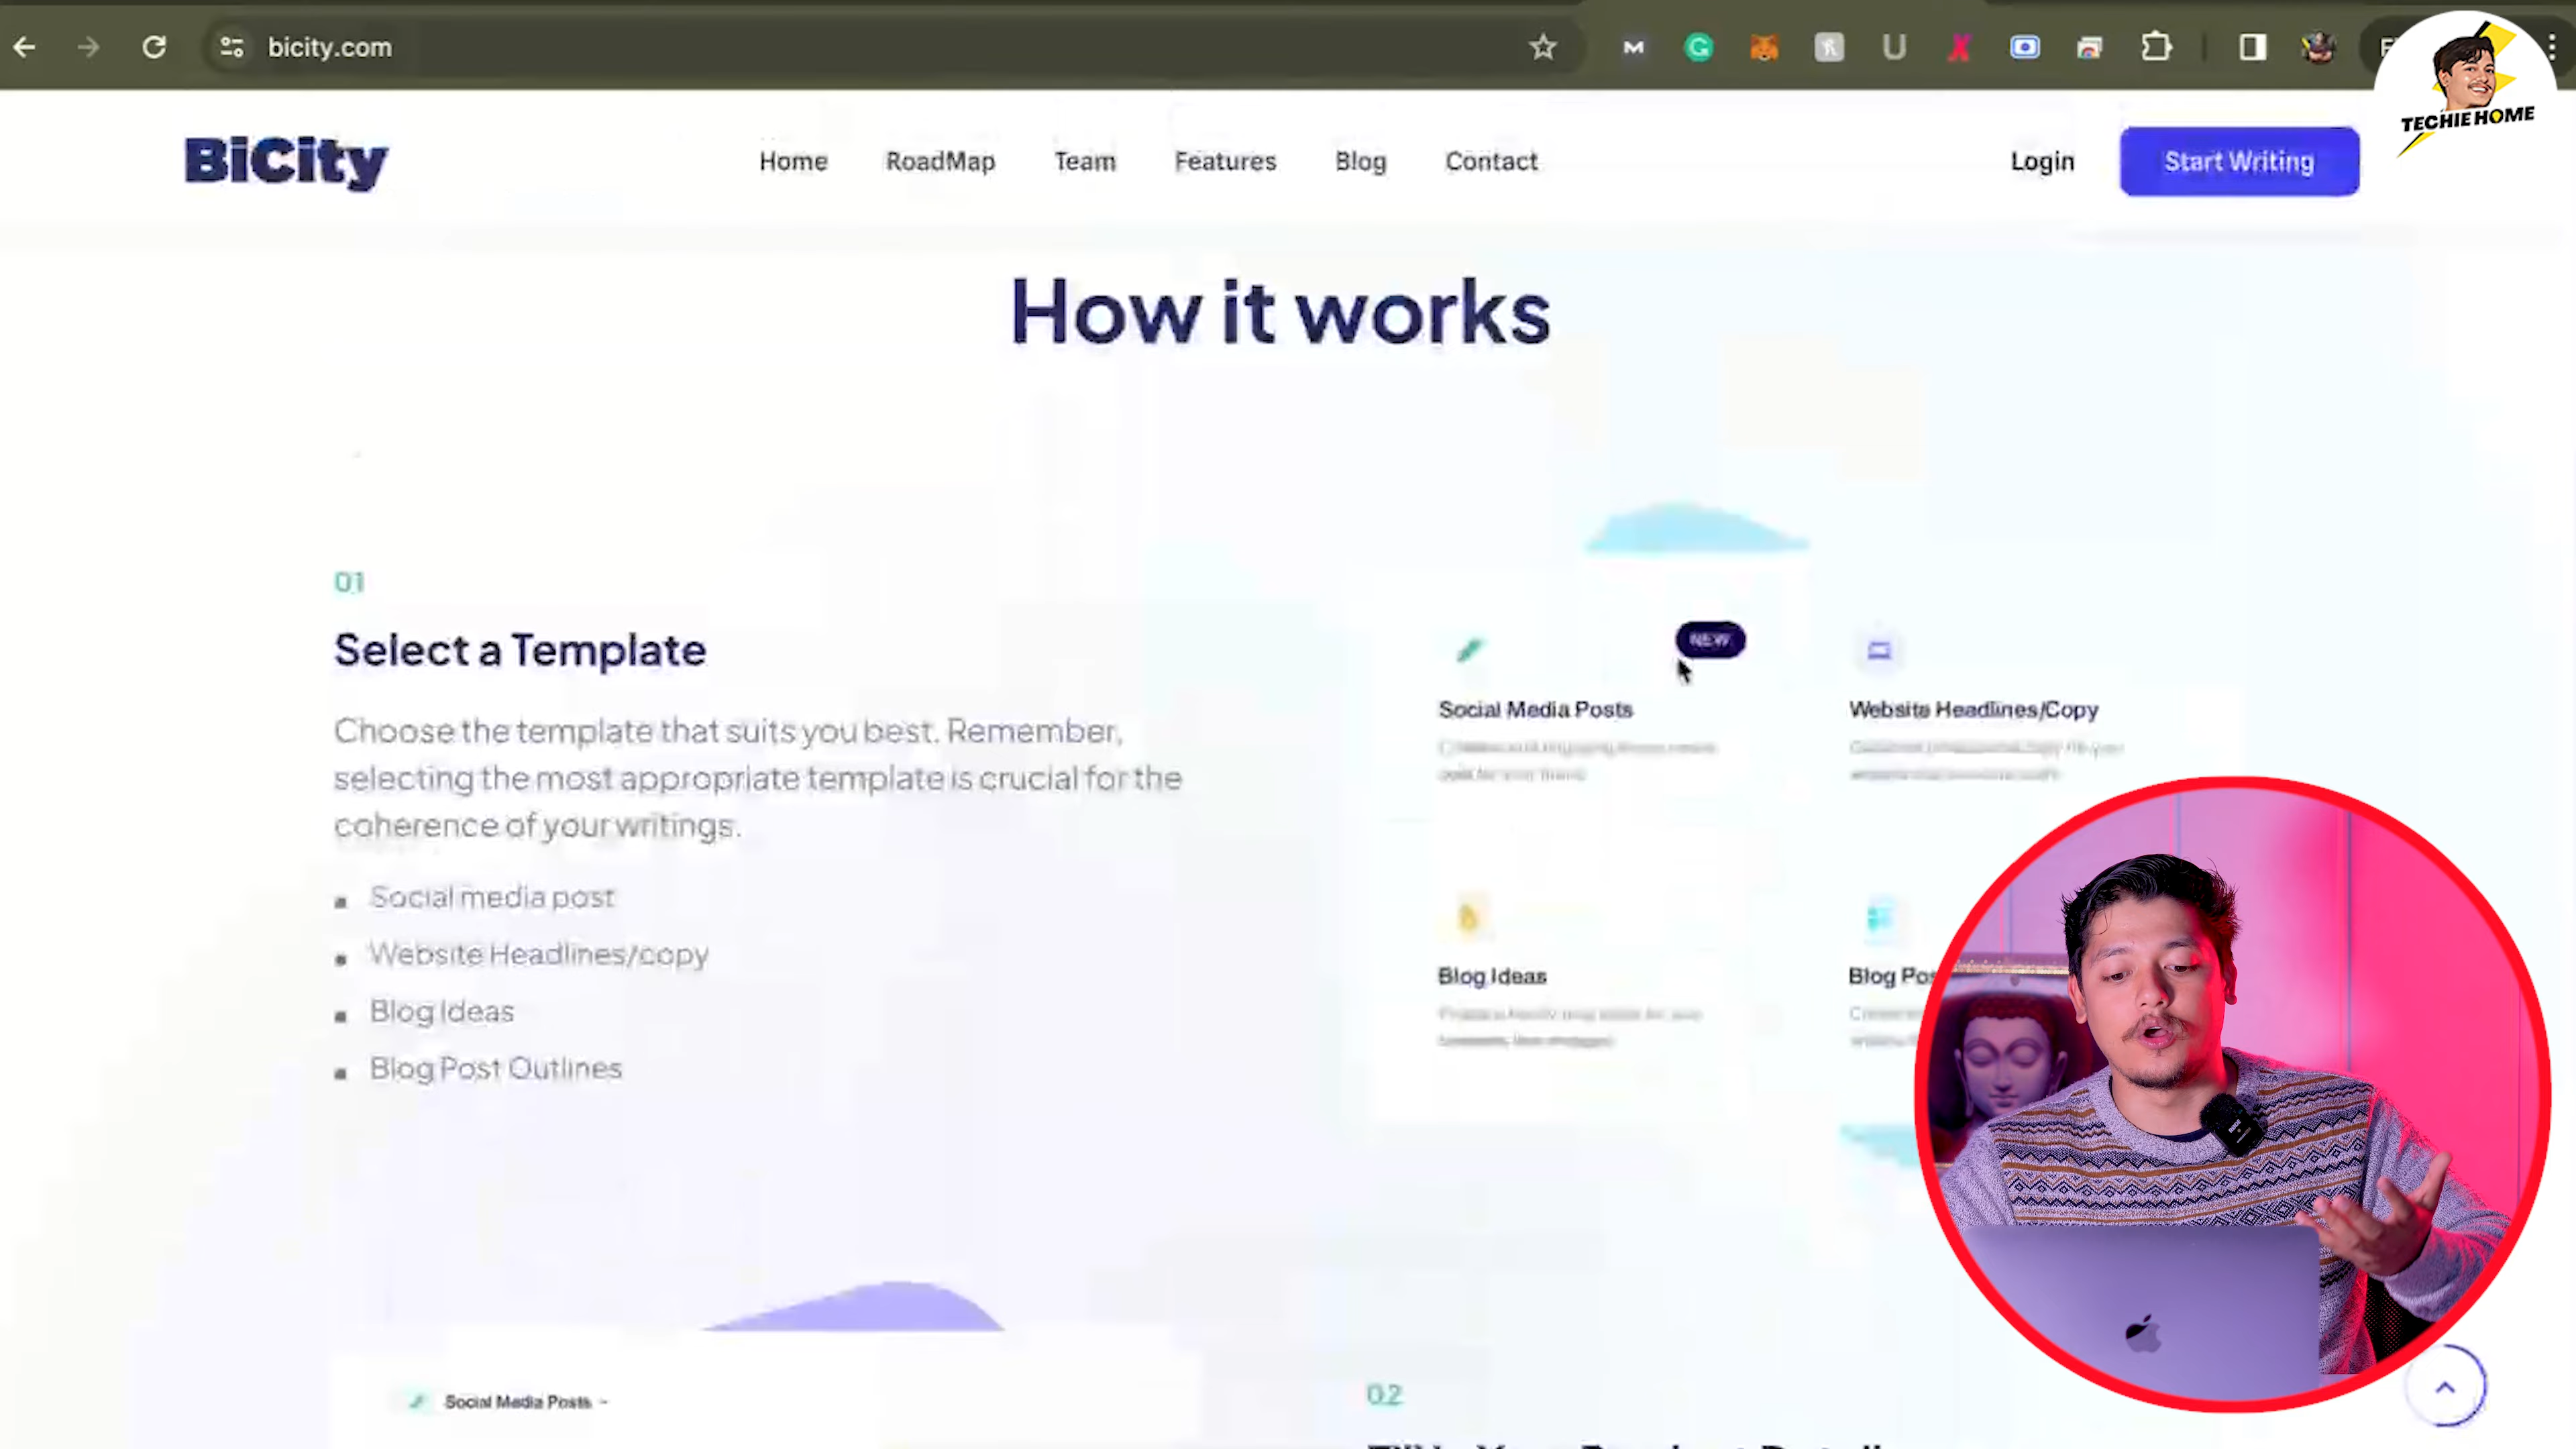 bicity.com
TECHIE HOME
BiCity
Home
RoadMap
Team
Features
Blog
Contact
Login
Start Writing
How it works
01
Select a Template
Choose the template that suits you best. Remember,
selecting the most appropriate template is crucial for the
coherence of your writings.
Social media post
Website Headlines/copy
Blog Ideas
Blog Post Outlines
NEW
Social Media Posts
Website Headlines/Copy
Blog Ideas
Blog Pos
Social Media Posts
02